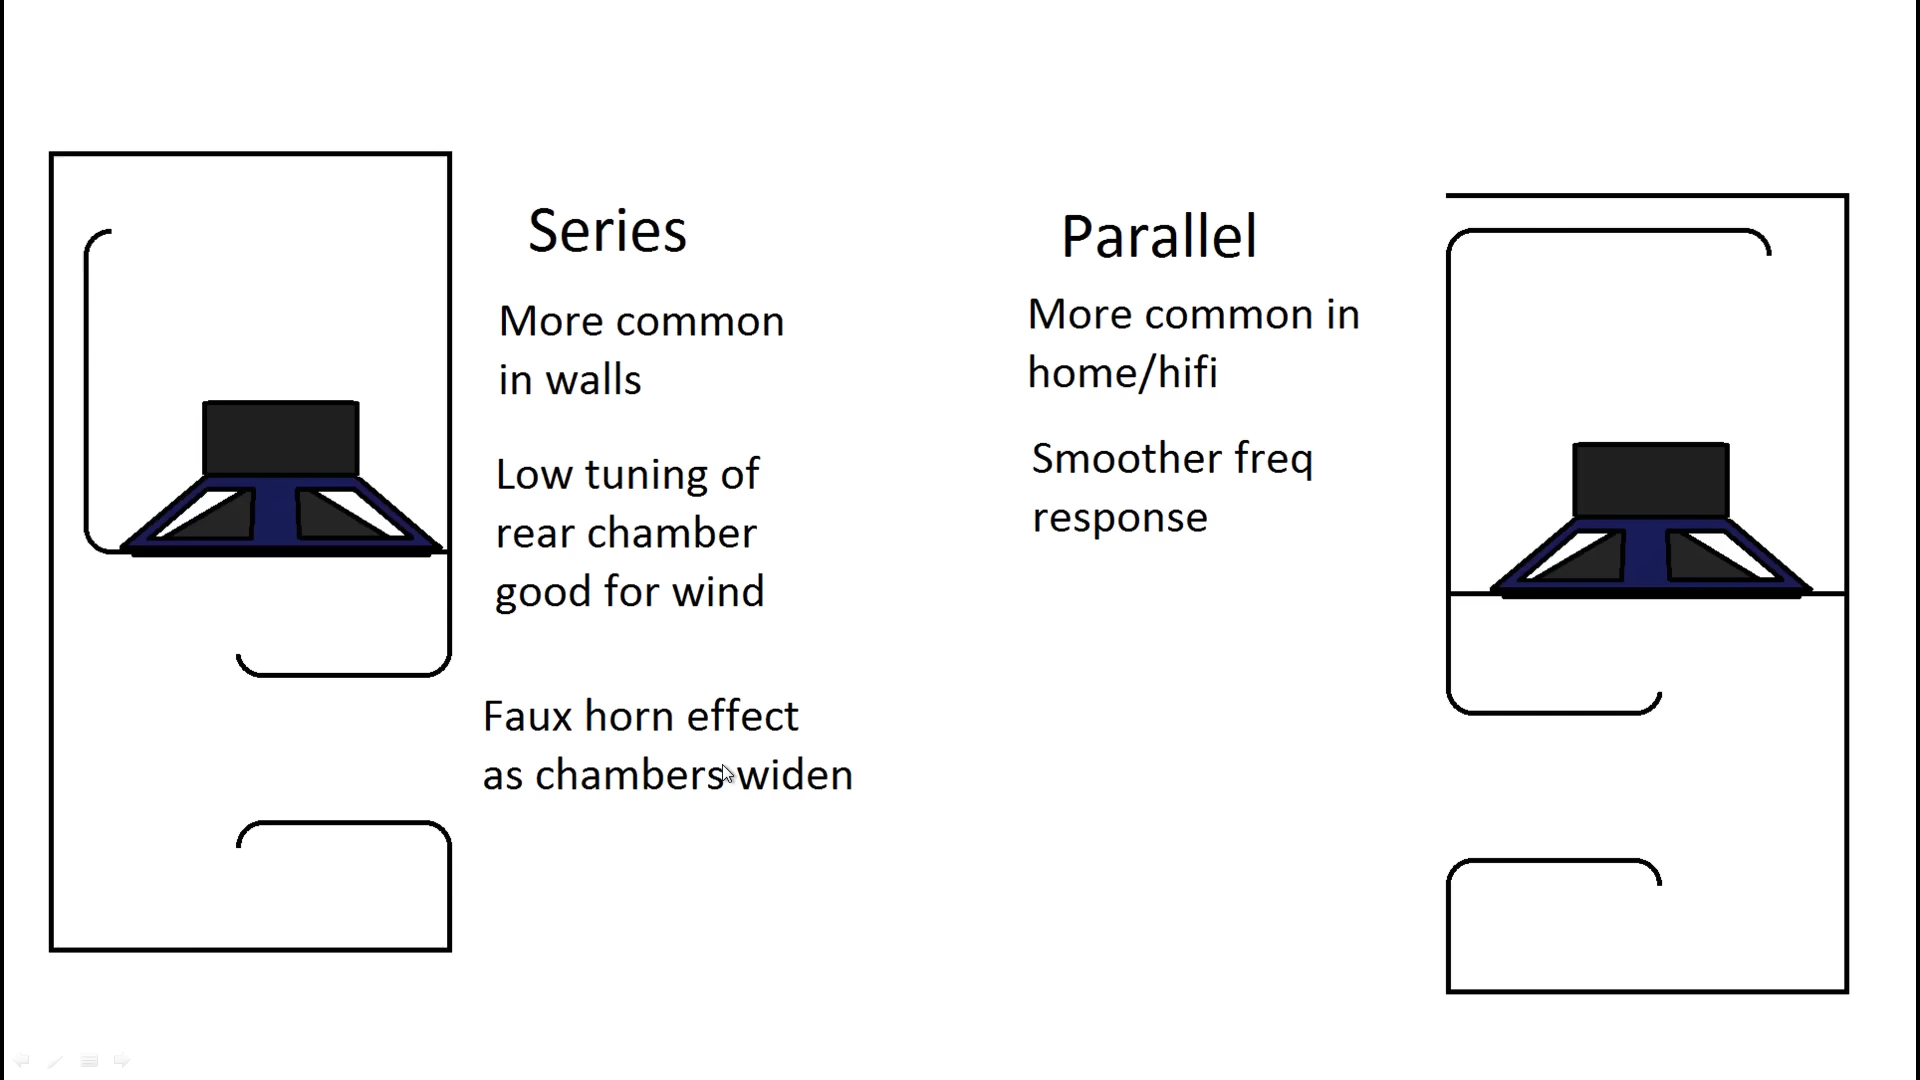 Series
More common
in walls
Low tuning of
rear chamber
good for wind
Faux horn effect
as chambers widen
Parallel
More common in
home/hifi
Smoother freq
response